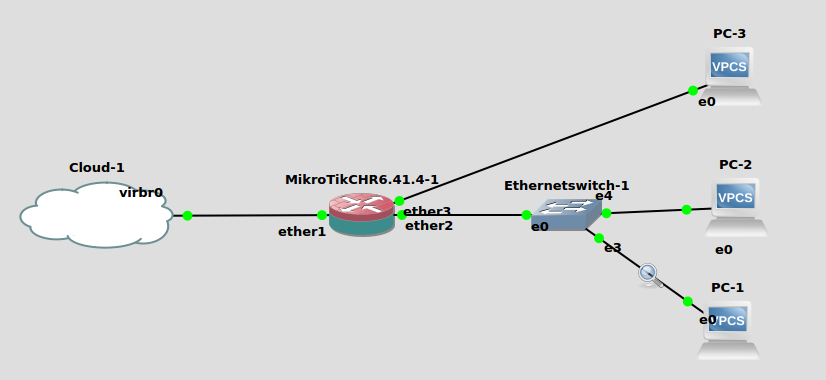 PC-3
VPCS
e0
Cloud-1
virbr0
MikroTikCHR6.41.4-1
ether1
ether3
ether2
Ethernetswitch-1
e4
e0
e3
PC-2
VPCS
e0
PC-1
e0
VPCS